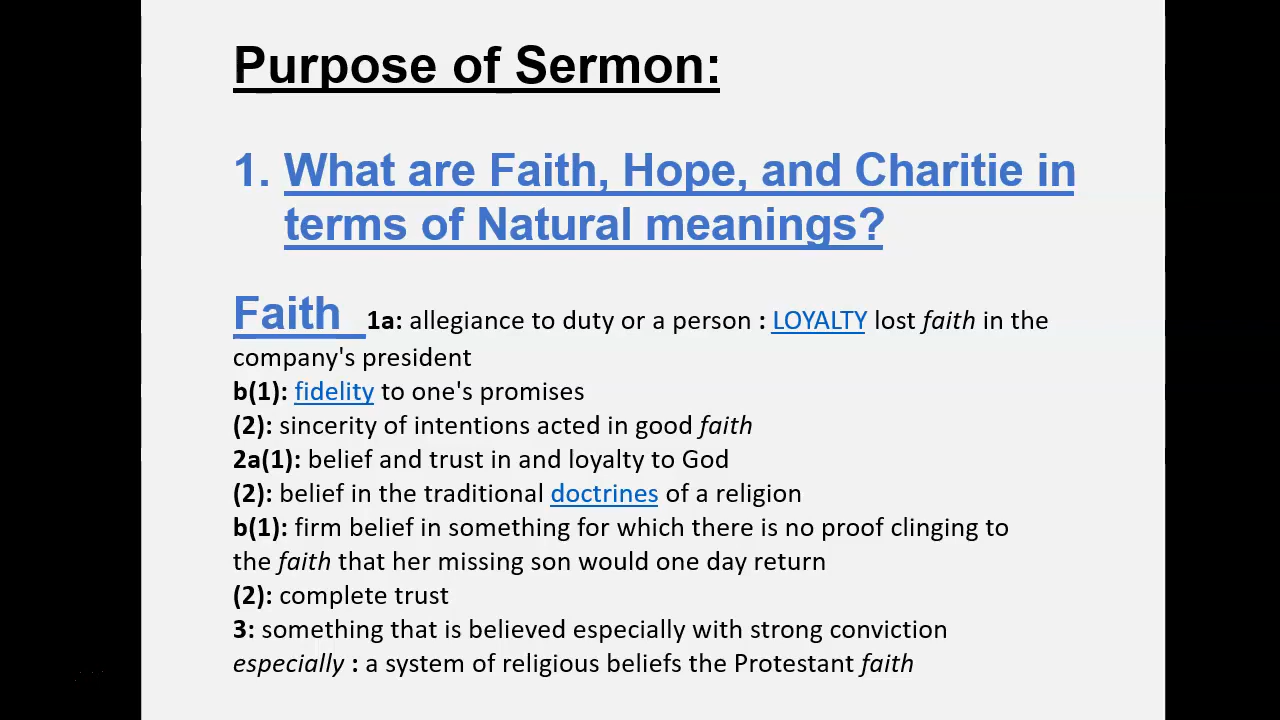 Purpose of Sermon:
1. What are Faith, Hope, and Charitie in
terms of Natural meanings?
Faith 1a: allegiance to duty or a person : LOYALTY lost faith in the
company's president
b(1): fidelity to one's promises
(2): sincerity of intentions acted in good faith
2a(1): belief and trust in and loyalty to God
(2): belief in the traditional doctrines of a religion
b(1): firm belief in something for which there is no proof clinging to
the faith that her missing son would one day return
(2): complete trust
3: something that is believed especially with strong conviction
especially : a system of religious beliefs the Protestant faith